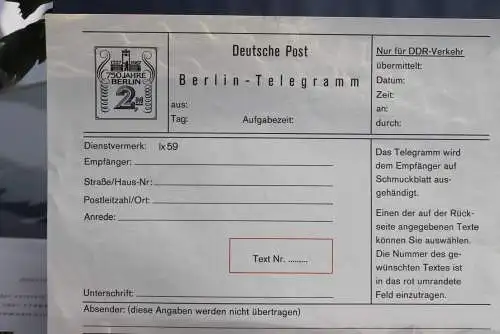 750 JAHRE
BERLIN
2,M
Deutsche Post
Berlin-Telegramm
aus:
Tag: Aufgabezeit:
Nur für DDR-Verkehr
übermittelt:
Datum:
Zeit:
an:
durch:
Dienstvermerk: lx59
Empfänger:
Straße/Haus-Nr:
Postleitzahl/Ort:
Anrede:
Text Nr. ........
Unterschrift:
Absender: (diese Angaben werden nicht übertragen)
Das Telegramm wird
dem Empfänger auf
Schmuckblatt aus-
gehändigt.
Einen der auf der Rück-
seite angegebenen Texte
können Sie auswählen.
Die Nummer des ge-
wünschten Textes ist
in das rot umrandete
Feld einzutragen.